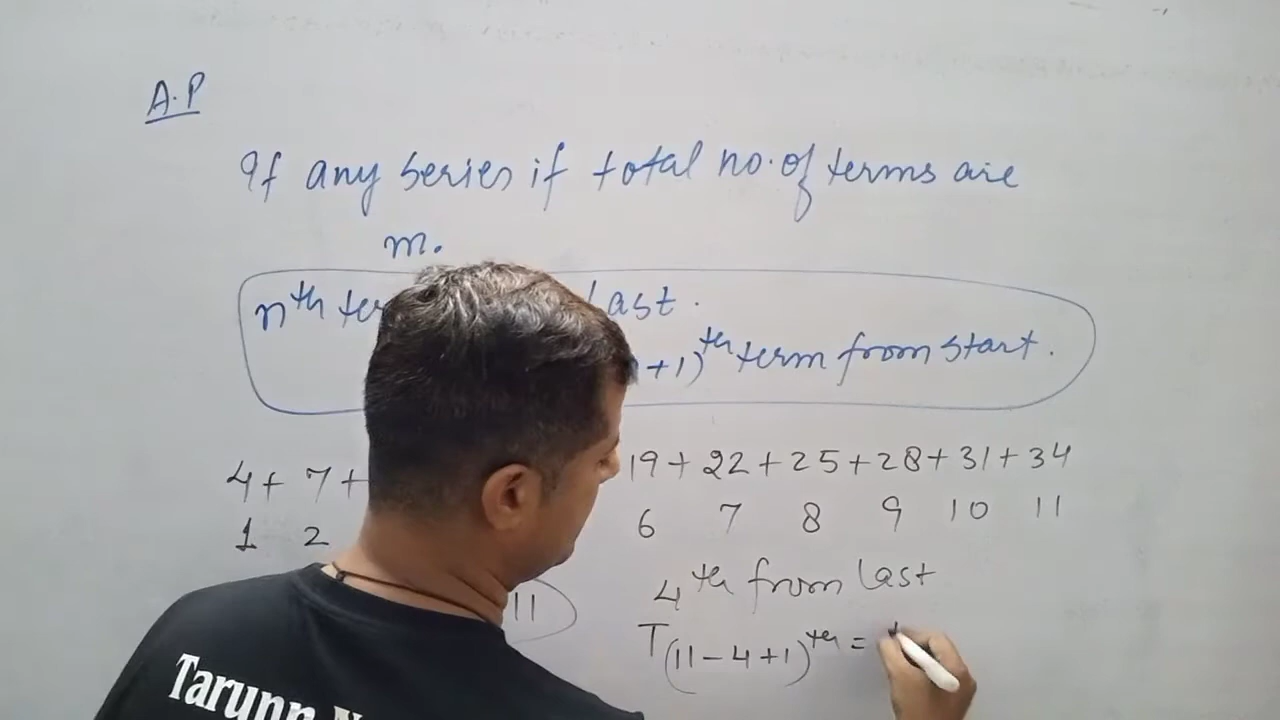 A.P
If any series if total no. of terms are
m.
nth last.
+1)th term from start.
4 + 7 + 19 + 22 + 25 + 28 + 31 + 34
1 2 6 7 8 9 10 11
4th from last
11
T(11-4+1)th =
Tarunn